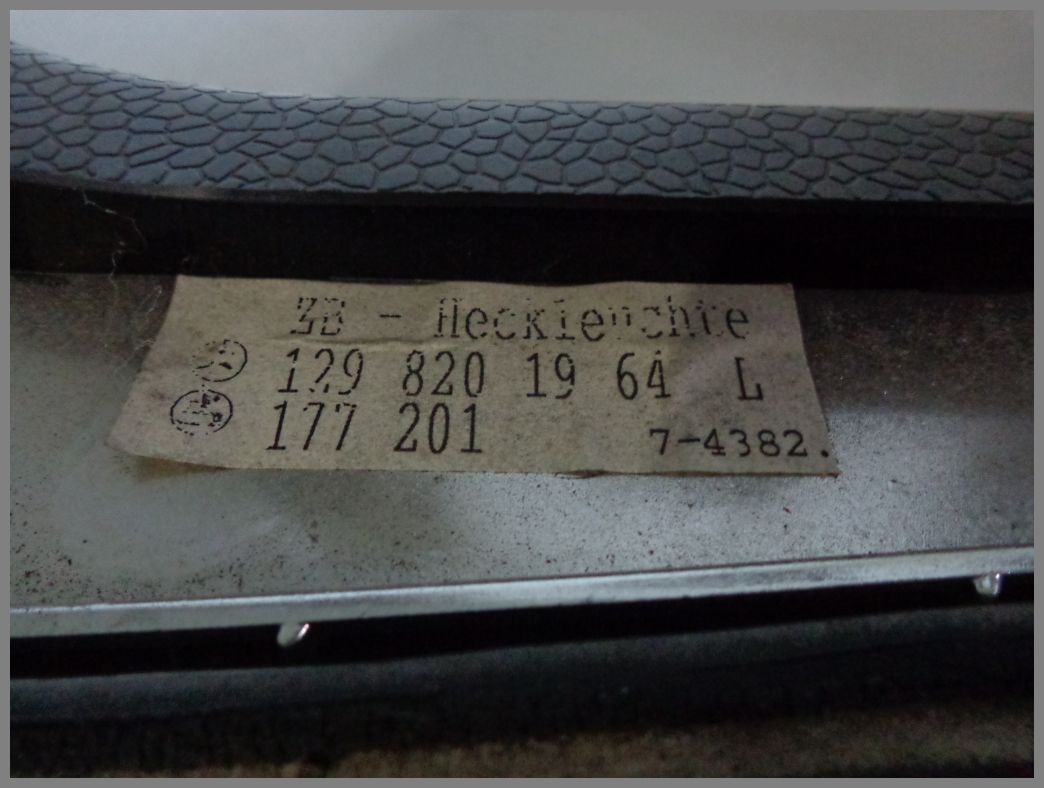 ZB - Heckleuchte
129 820 19 64 L
177 201 7-4382.